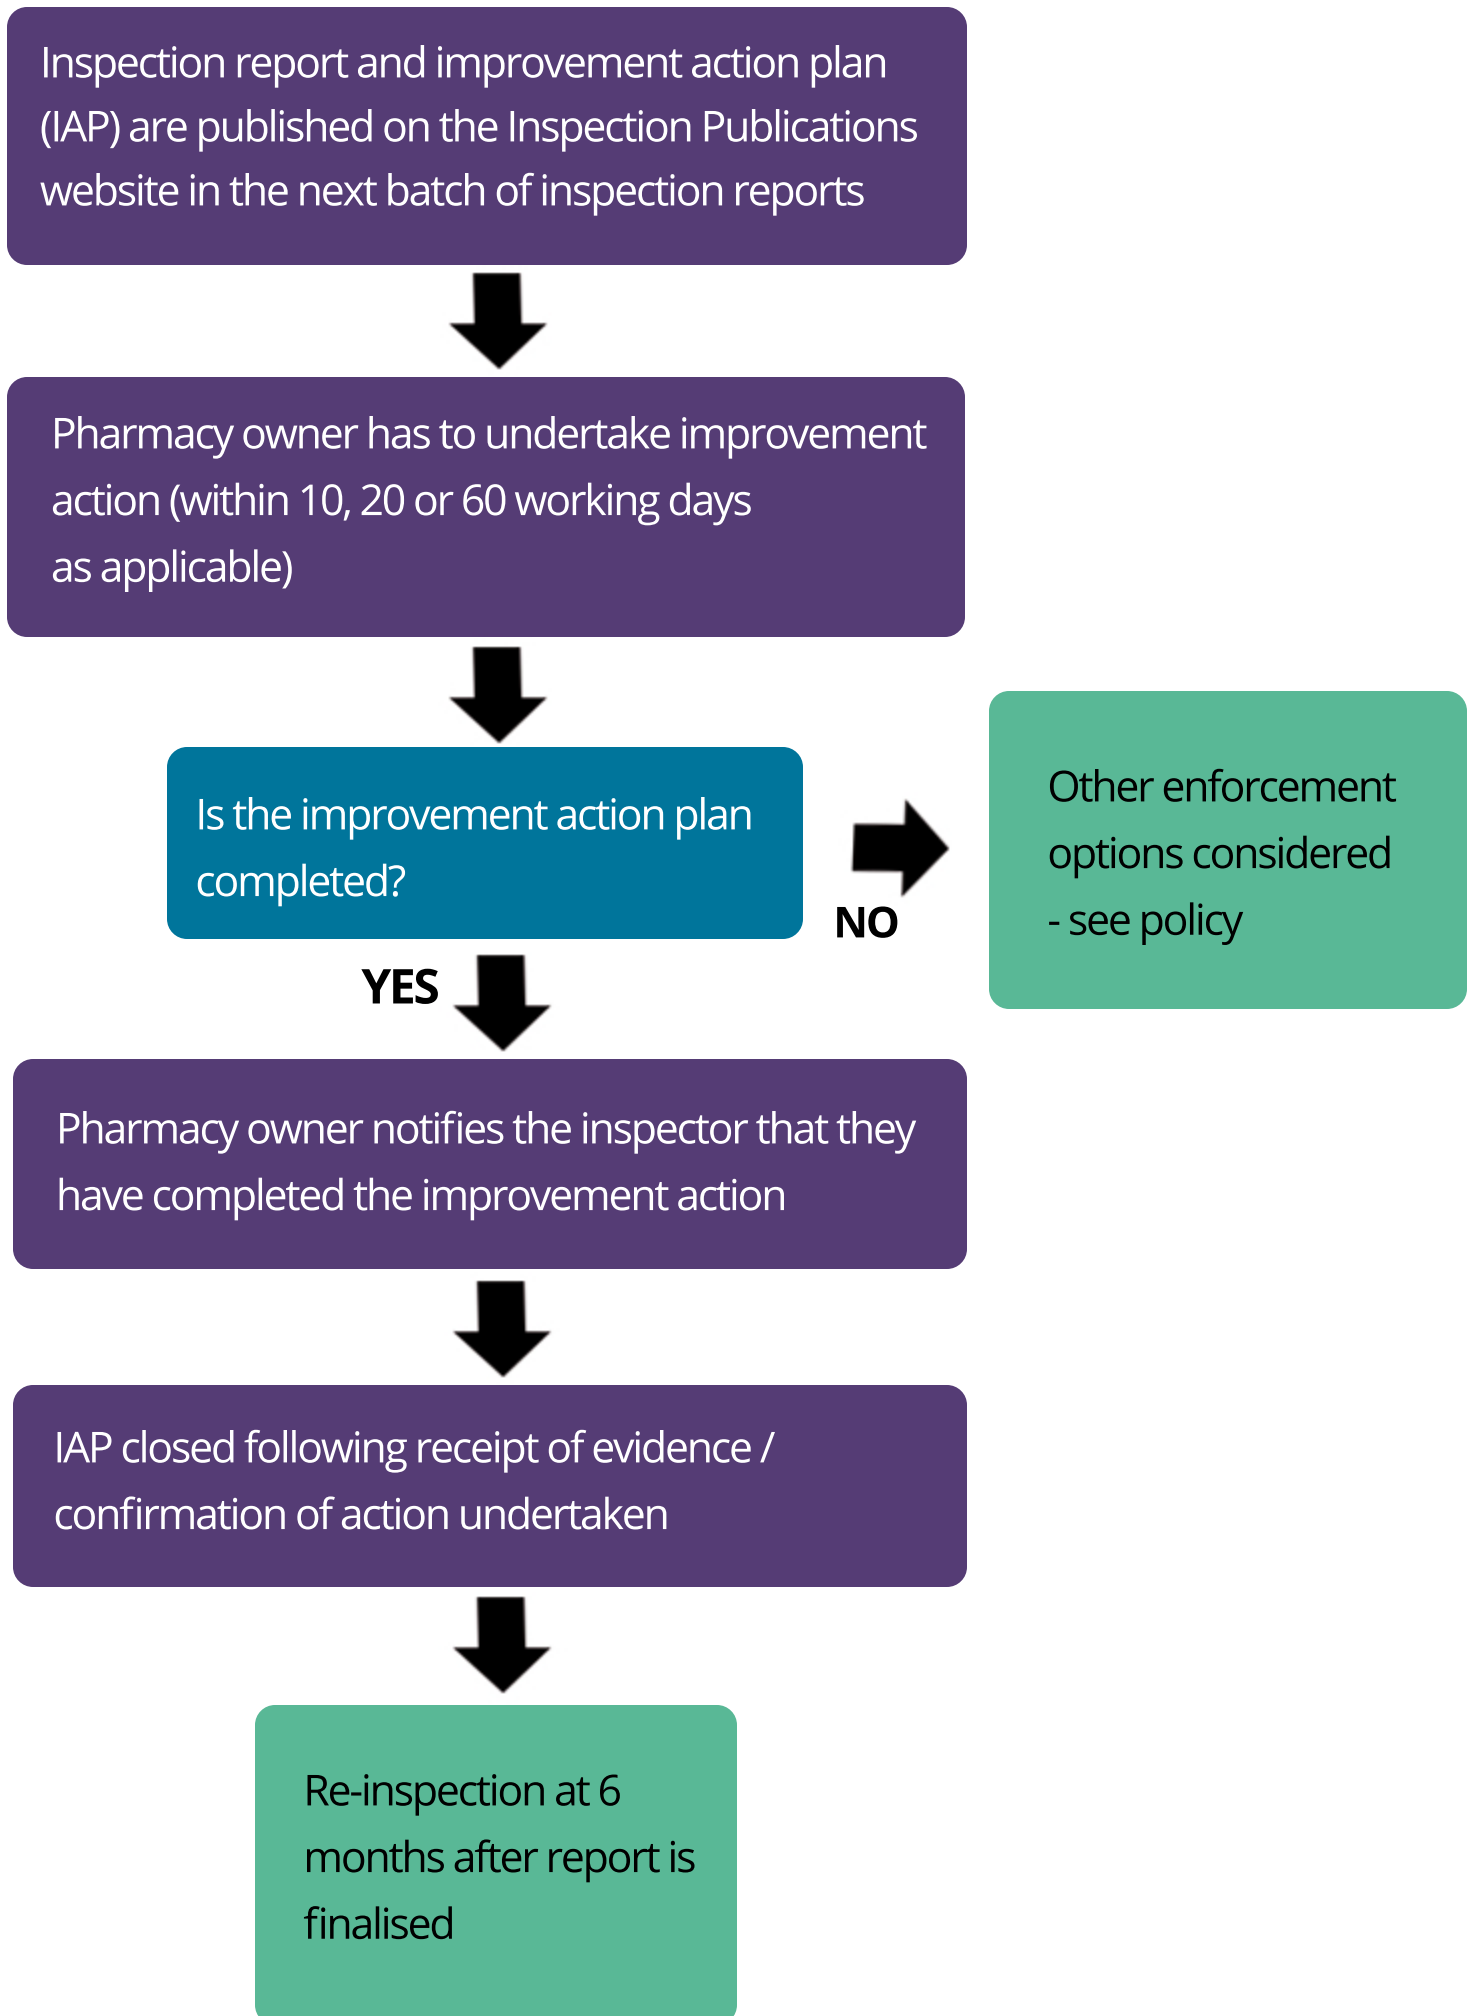 Inspection report and improvement action plan
(IAP) are published on the Inspection Publications
website in the next batch of inspection reports
Pharmacy owner has to undertake improvement
action (within 10, 20 or 60 working days
as applicable)
Is the improvement action plan
completed?
NO
Other enforcement
options considered
- see policy
YES
Pharmacy owner notifies the inspector that they
have completed the improvement action
IAP closed following receipt of evidence /
confirmation of action undertaken
Re-inspection at 6
months after report is
finalised